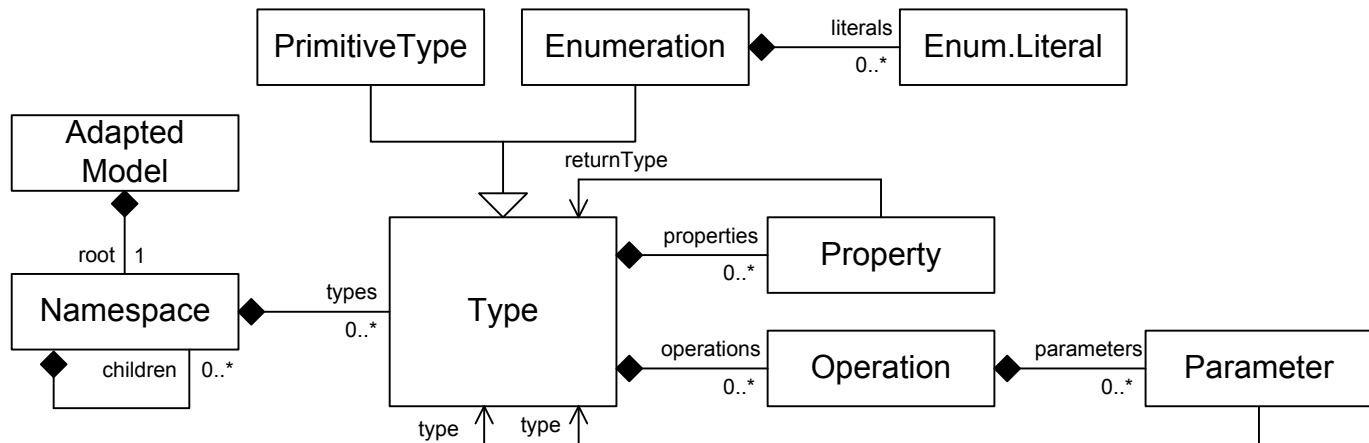 PrimitiveType
Enumeration
literals
0..*
Enum.Literal
Adapted
Model
returnType
root
1
Namespace
types
0..*
Type
properties
0..*
Property
children
0..*
operations
0..*
Operation
parameters
0..*
Parameter
type
type